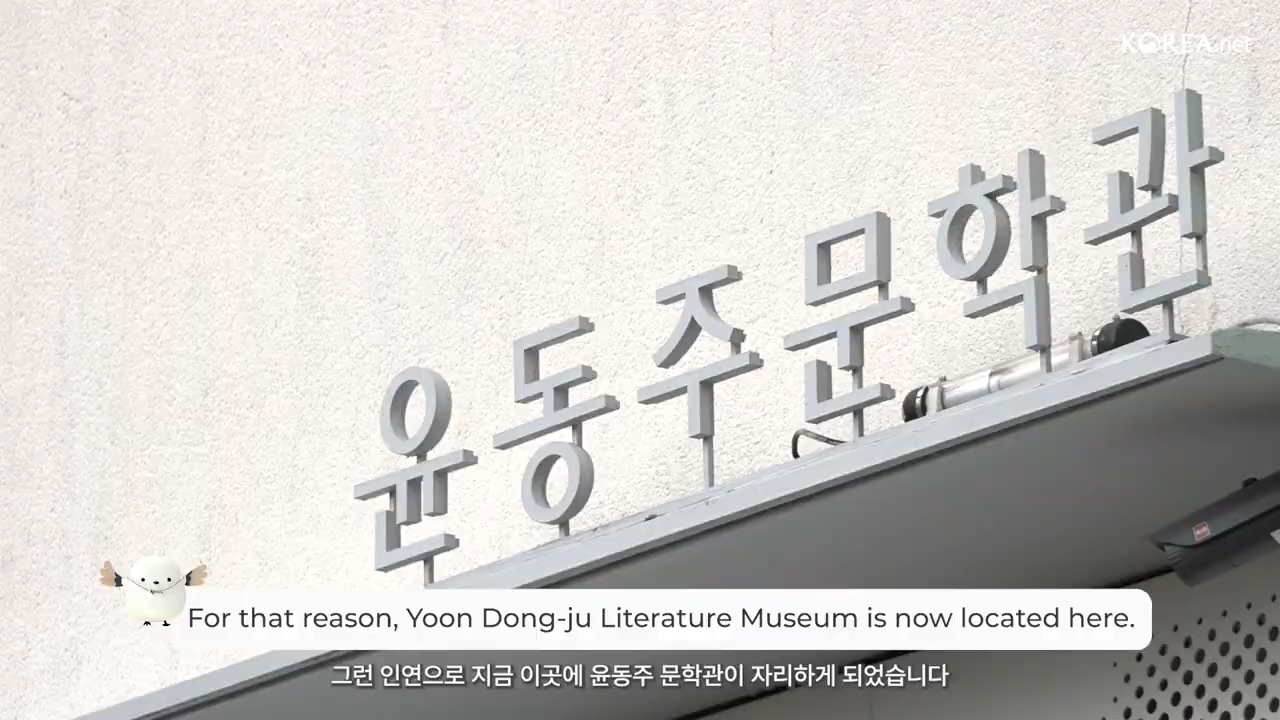 KOREA.net
윤동주문학관
For that reason, Yoon Dong-ju Literature Museum is now located here.
그런 인연으로 지금 이곳에 윤동주 문학관이 자리하게 되었습니다